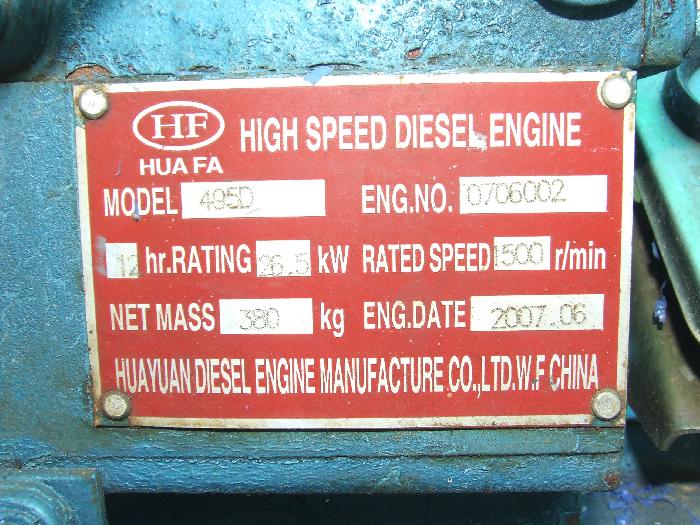 HF HIGH SPEED DIESEL ENGINE
HUA FA
MODEL 495D ENG.NO. 0706002
12 hr.RATING 26.5 kW RATED SPEED 1500 r/min
NET MASS 380 kg ENG.DATE 2007.06
HUAYUAN DIESEL ENGINE MANUFACTURE CO.,LTD.W.F.CHINA